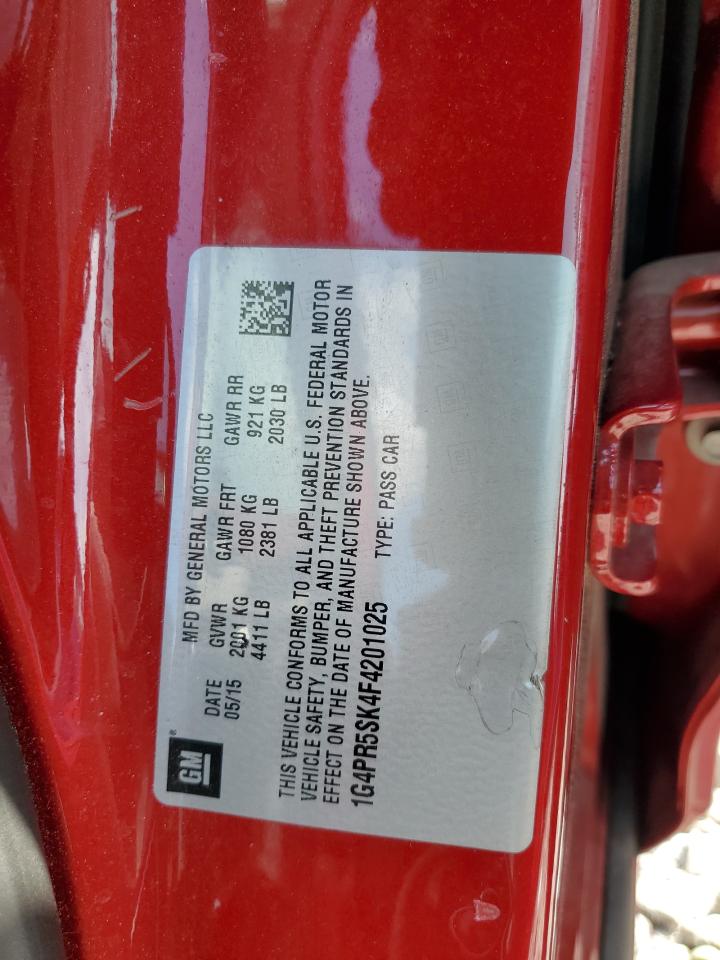 GM®
MFD BY GENERAL MOTORS LLC
DATE GVWR GAWR FRT GAWR RR
05/15 2001 KG 1080 KG 921 KG
4411 LB 2381 LB 2030 LB
THIS VEHICLE CONFORMS TO ALL APPLICABLE U.S. FEDERAL MOTOR
VEHICLE SAFETY, BUMPER, AND THEFT PREVENTION STANDARDS IN
EFFECT ON THE DATE OF MANUFACTURE SHOWN ABOVE.
1G4PR5SK4F4201025 TYPE: PASS CAR